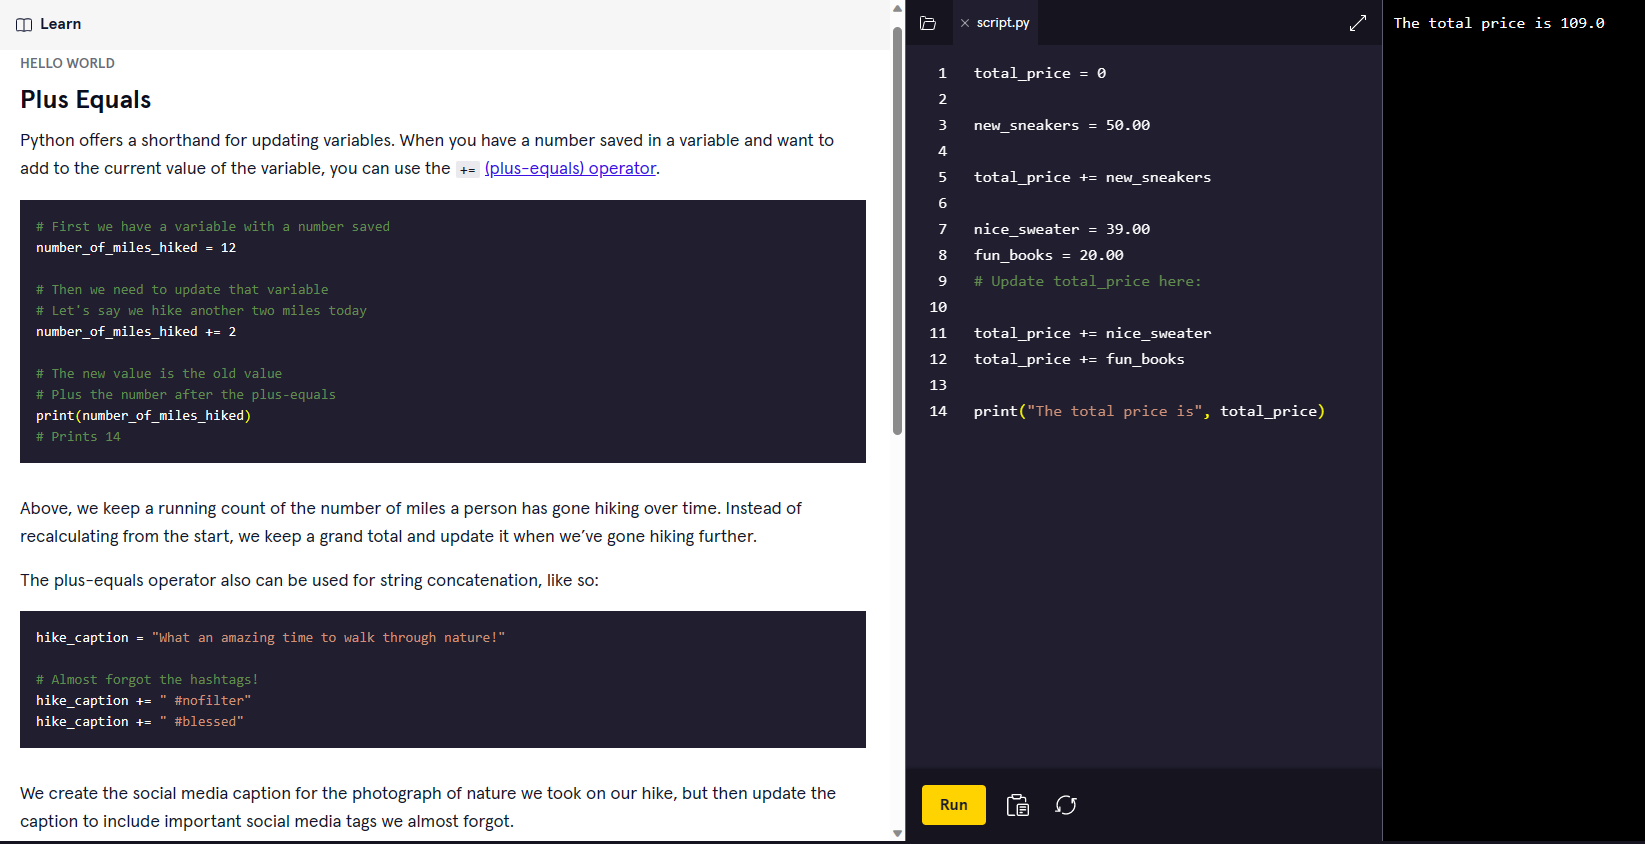 Learn
HELLO WORLD
Plus Equals
Python offers a shorthand for updating variables. When you have a number saved in a variable and want to
add to the current value of the variable, you can use the += (plus-equals) operator.
# First we have a variable with a number saved
number_of_miles_hiked = 12
# Then we need to update that variable
# Let's say we hike another two miles today
number_of_miles_hiked += 2
# The new value is the old value
# Plus the number after the plus-equals
print(number_of_miles_hiked)
# Prints 14
Above, we keep a running count of the number of miles a person has gone hiking over time. Instead of
recalculating from the start, we keep a grand total and update it when we’ve gone hiking further.
The plus-equals operator also can be used for string concatenation, like so:
hike_caption = "What an amazing time to walk through nature!"
# Almost forgot the hashtags!
hike_caption += " #nofilter"
hike_caption += " #blessed"
We create the social media caption for the photograph of nature we took on our hike, but then update the
caption to include important social media tags we almost forgot.
script.py
1 total_price = 0
2
3 new_sneakers = 50.00
4
5 total_price += new_sneakers
6
7 nice_sweater = 39.00
8 fun_books = 20.00
9 # Update total_price here:
10
11 total_price += nice_sweater
12 total_price += fun_books
13
14 print("The total price is", total_price)
Run
The total price is 109.0